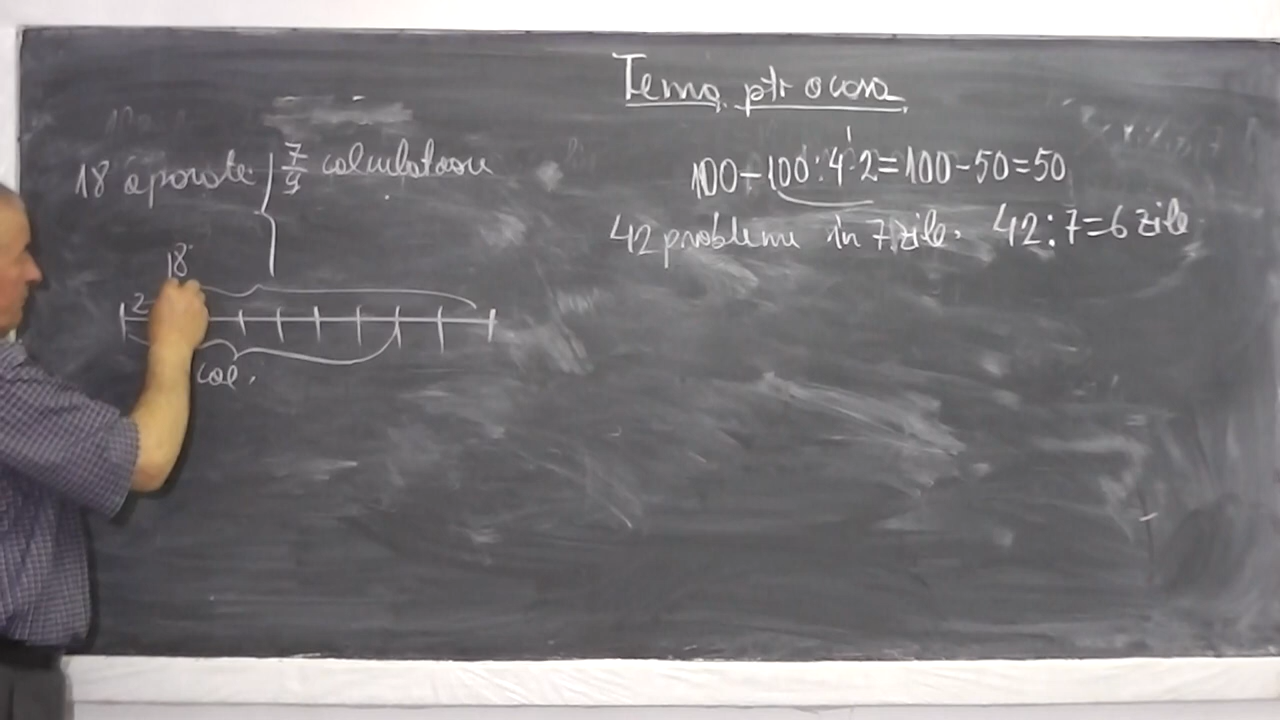 Tema ptr acasa
18 aparate
7/9 calculatoare
18
2
cal.
100-100:4·2=100-50=50
42 probleme în 7 zile. 42:7=6 zile